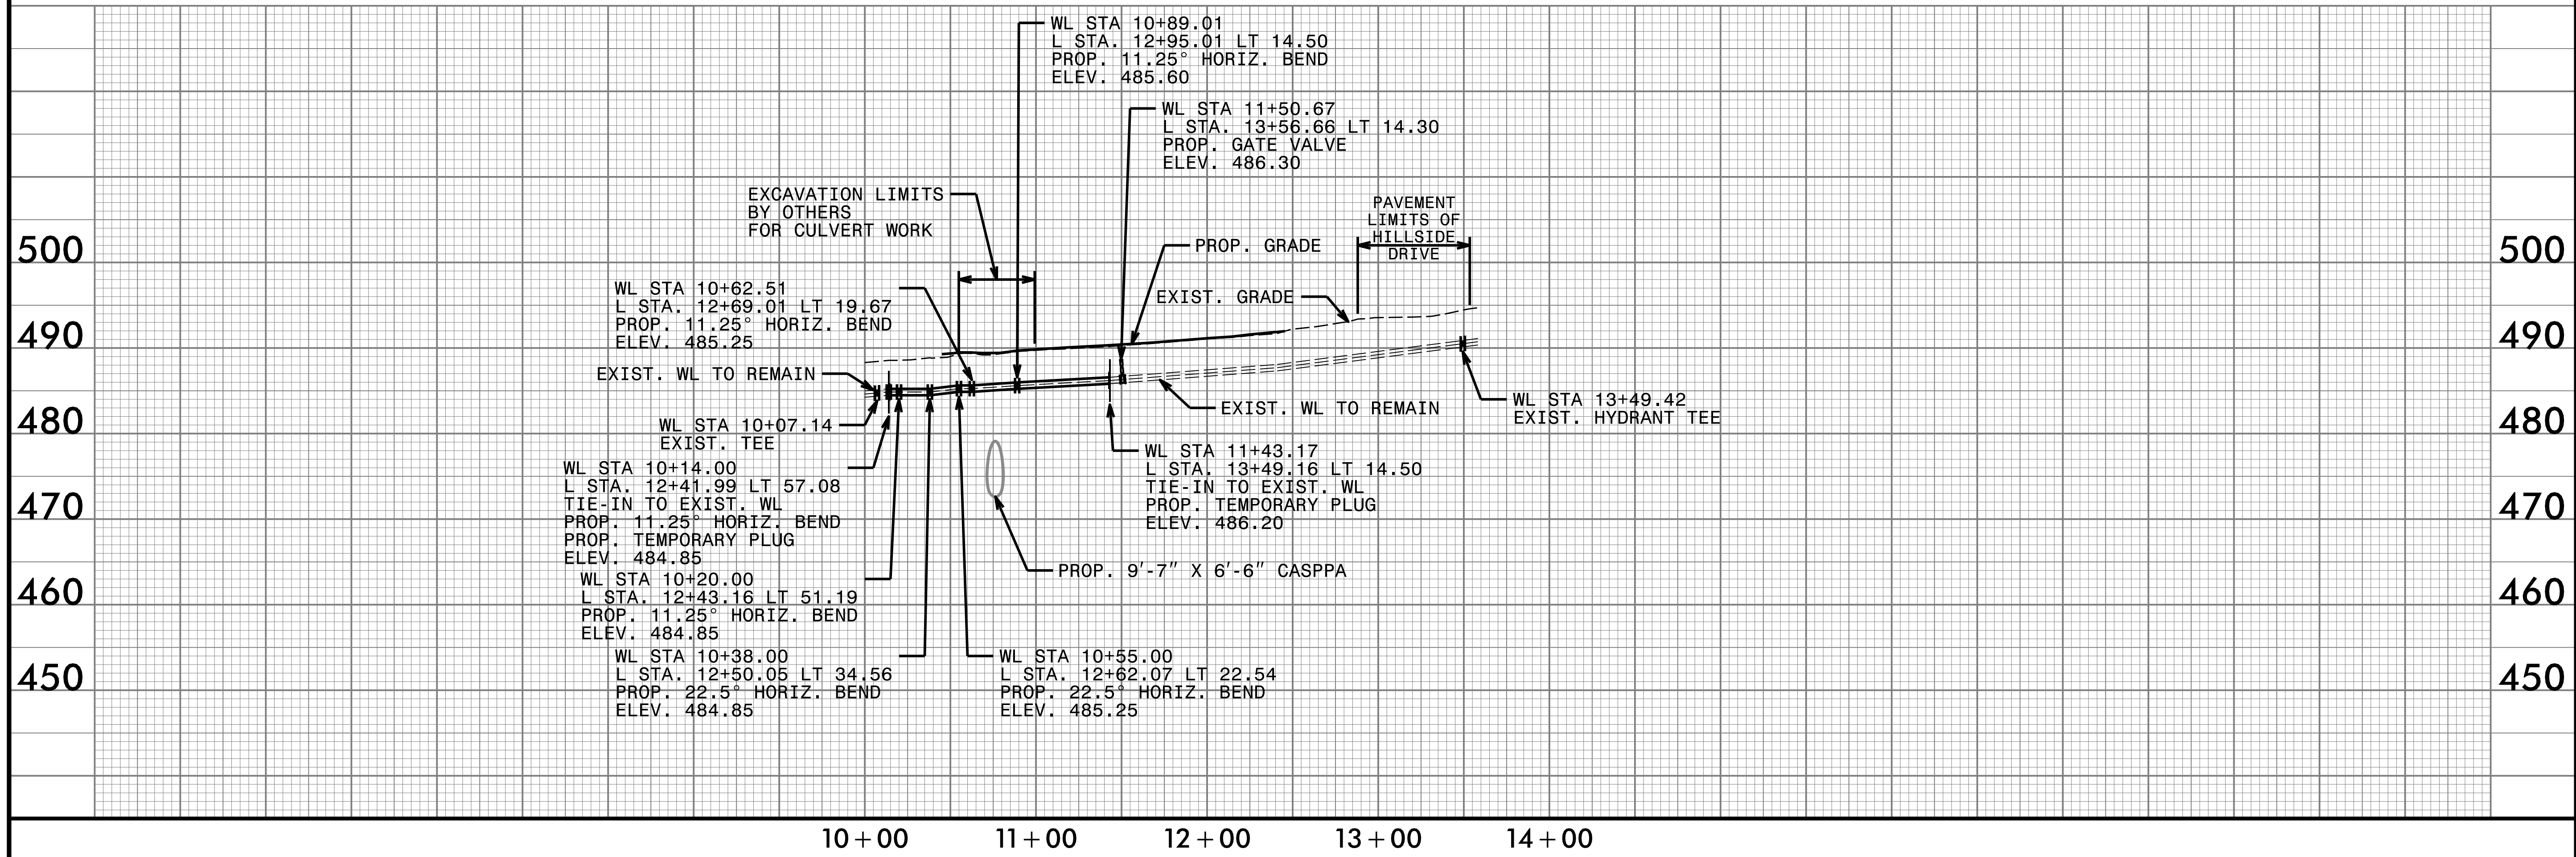 WL STA 10+89.01
L STA. 12+95.01 LT 14.50
PROP. 11.25° HORIZ. BEND
ELEV. 485.60
WL STA 11+50.67
L STA. 13+56.66 LT 14.30
PROP. GATE VALVE
ELEV. 486.30
EXCAVATION LIMITS
BY OTHERS
FOR CULVERT WORK
PAVEMENT
LIMITS OF
HILLSIDE
DRIVE
PROP. GRADE
EXIST. GRADE
500
500
WL STA 10+62.51
L STA. 12+69.01 LT 19.67
PROP. 11.25° HORIZ. BEND
ELEV. 485.25
490
490
EXIST. WL TO REMAIN
EXIST. WL TO REMAIN
WL STA 13+49.42
EXIST. HYDRANT TEE
480
480
WL STA 10+07.14
EXIST. TEE
WL STA 10+14.00
L STA. 12+41.99 LT 57.08
TIE-IN TO EXIST. WL
PROP. 11.25° HORIZ. BEND
PROP. TEMPORARY PLUG
ELEV. 484.85
WL STA 11+43.17
L STA. 13+49.16 LT 14.50
TIE-IN TO EXIST. WL
PROP. TEMPORARY PLUG
ELEV. 486.20
470
470
PROP. 9'-7" X 6'-6" CASPPA
WL STA 10+20.00
L STA. 12+43.16 LT 51.19
PROP. 11.25° HORIZ. BEND
ELEV. 484.85
460
460
WL STA 10+38.00
L STA. 12+50.05 LT 34.56
PROP. 22.5° HORIZ. BEND
ELEV. 484.85
WL STA 10+55.00
L STA. 12+62.07 LT 22.54
PROP. 22.5° HORIZ. BEND
ELEV. 485.25
450
450
10+00
11+00
12+00
13+00
14+00